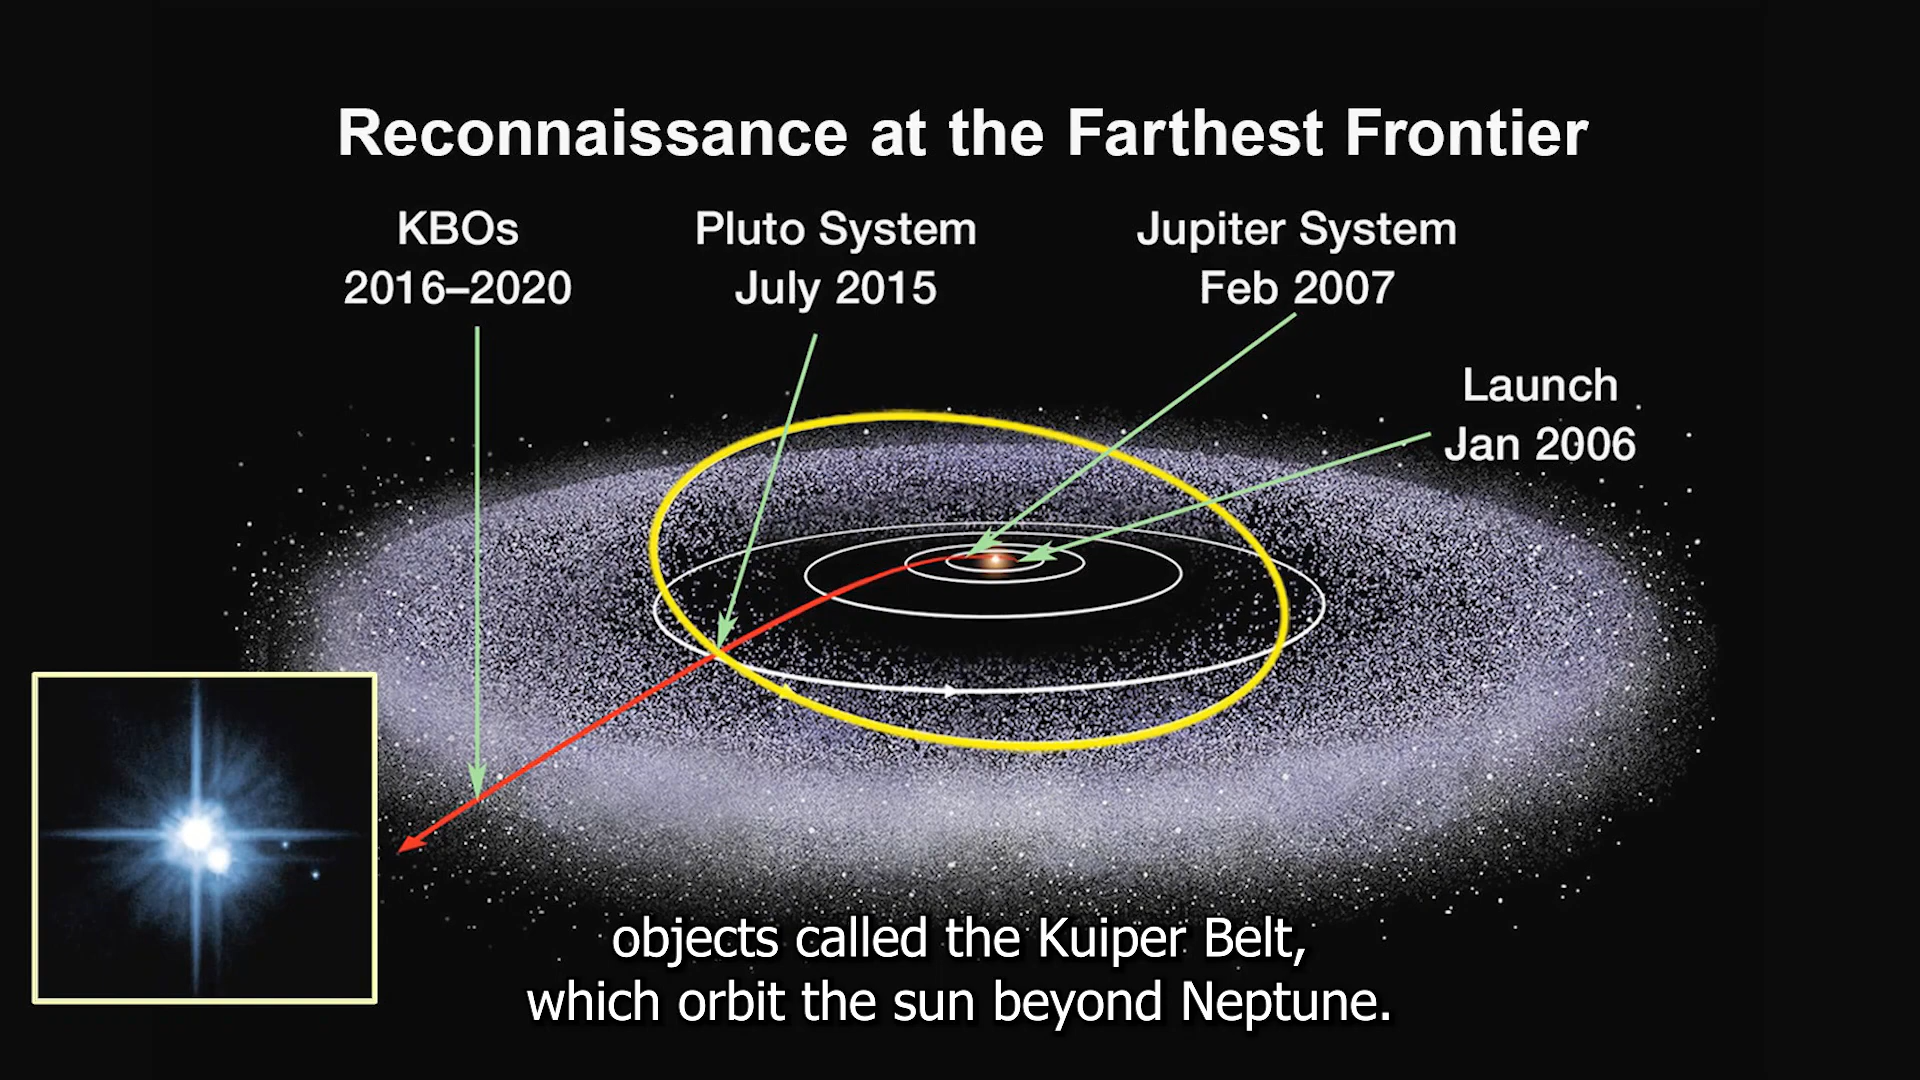 Reconnaissance at the Farthest Frontier
KBOs
2016–2020
Pluto System
July 2015
Jupiter System
Feb 2007
Launch
Jan 2006
objects called the Kuiper Belt,
which orbit the sun beyond Neptune.